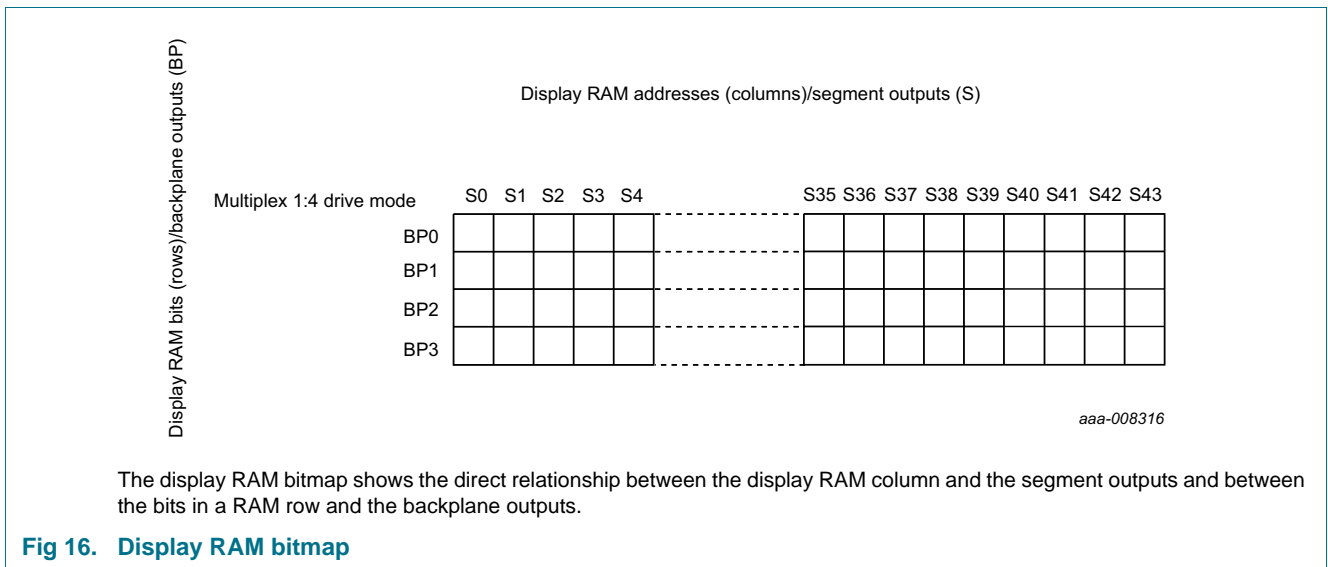 Display RAM bits (rows)/backplane outputs (BP)
Display RAM addresses (columns)/segment outputs (S)
Multiplex 1:4 drive mode S0 S1 S2 S3 S4 S35 S36 S37 S38 S39 S40 S41 S42 S43
BP0
BP1
BP2
BP3
aaa-008316
The display RAM bitmap shows the direct relationship between the display RAM column and the segment outputs and between
the bits in a RAM row and the backplane outputs.
Fig 16. Display RAM bitmap